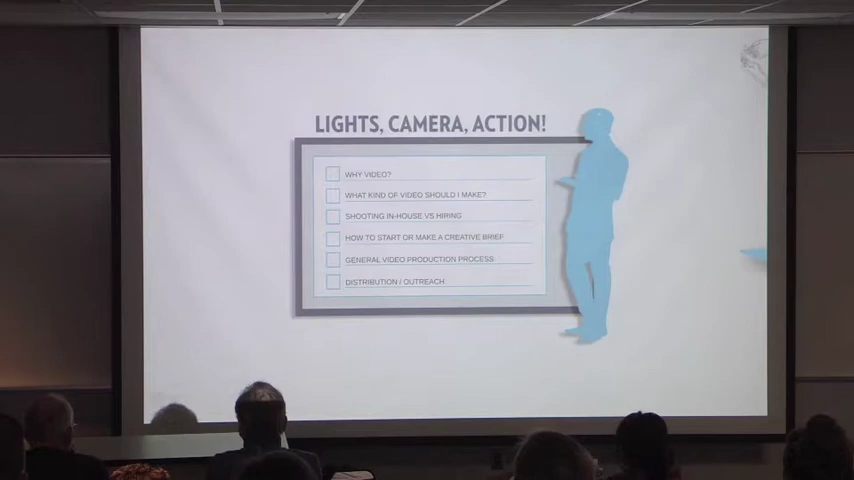 LIGHTS, CAMERA, ACTION!
WHY VIDEO?
WHAT KIND OF VIDEO SHOULD I MAKE?
SHOOTING IN-HOUSE VS HIRING
HOW TO START OR MAKE A CREATIVE BRIEF
GENERAL VIDEO PRODUCTION PROCESS
DISTRIBUTION / OUTREACH